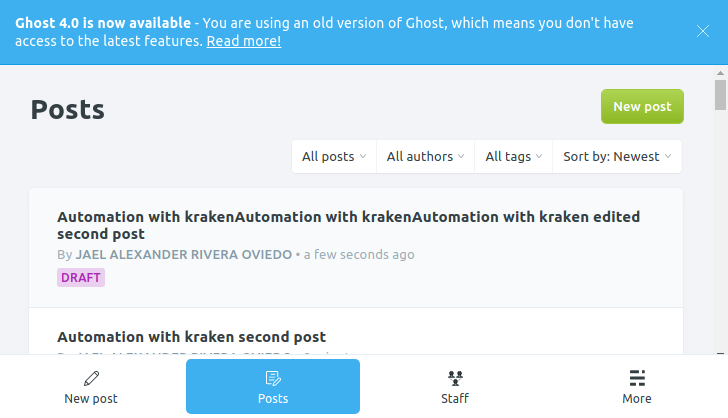 Ghost 4.0 is now available - You are using an old version of Ghost, which means you don't have
access to the latest features. Read more!
Posts
New post
All posts
All authors
All tags
Sort by: Newest
Automation with krakenAutomation with krakenAutomation with kraken edited
second post
By JAEL ALEXANDER RIVERA OVIEDO • a few seconds ago
DRAFT
Automation with kraken second post
New post
Posts
Staff
More